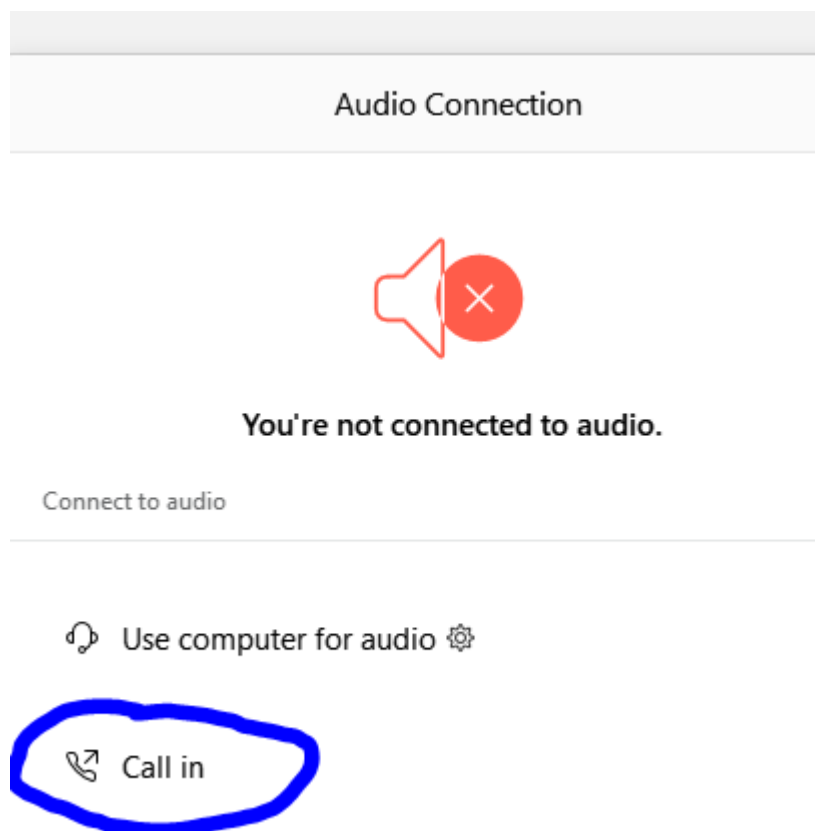 Audio Connection
You're not connected to audio.
Connect to audio
Use computer for audio
Call in